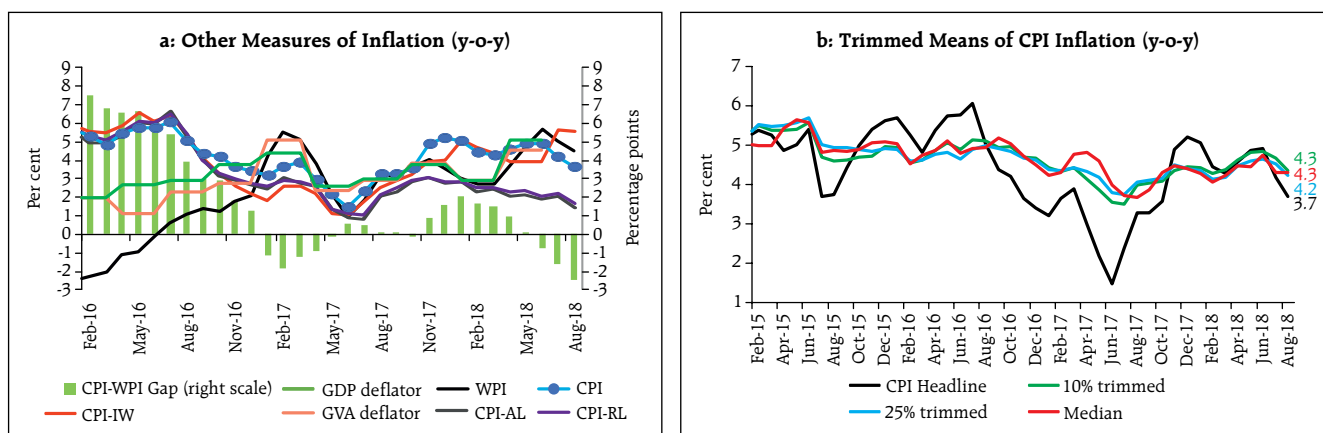 a: Other Measures of Inflation (y-o-y)
9
8
7
6
5
4
3
2
1
0
-1
-2
-3
Per cent
9
8
7
6
5
4
3
2
1
0
-1
-2
-3
Percentage points
Feb-16
May-16
Aug-16
Nov-16
Feb-17
May-17
Aug-17
Nov-17
Feb-18
May-18
Aug-18
CPI-WPI Gap (right scale) GDP deflator WPI CPI
CPI-IW GVA deflator CPI-AL CPI-RL
b: Trimmed Means of CPI Inflation (y-o-y)
7
6
5
4
3
2
1
Per cent
4.3
4.3
4.2
3.7
Feb-15
Apr-15
Jun-15
Aug-15
Oct-15
Dec-15
Feb-16
Apr-16
Jun-16
Aug-16
Oct-16
Dec-16
Feb-17
Apr-17
Jun-17
Aug-17
Oct-17
Dec-17
Feb-18
Apr-18
Jun-18
Aug-18
CPI Headline 10% trimmed
25% trimmed Median